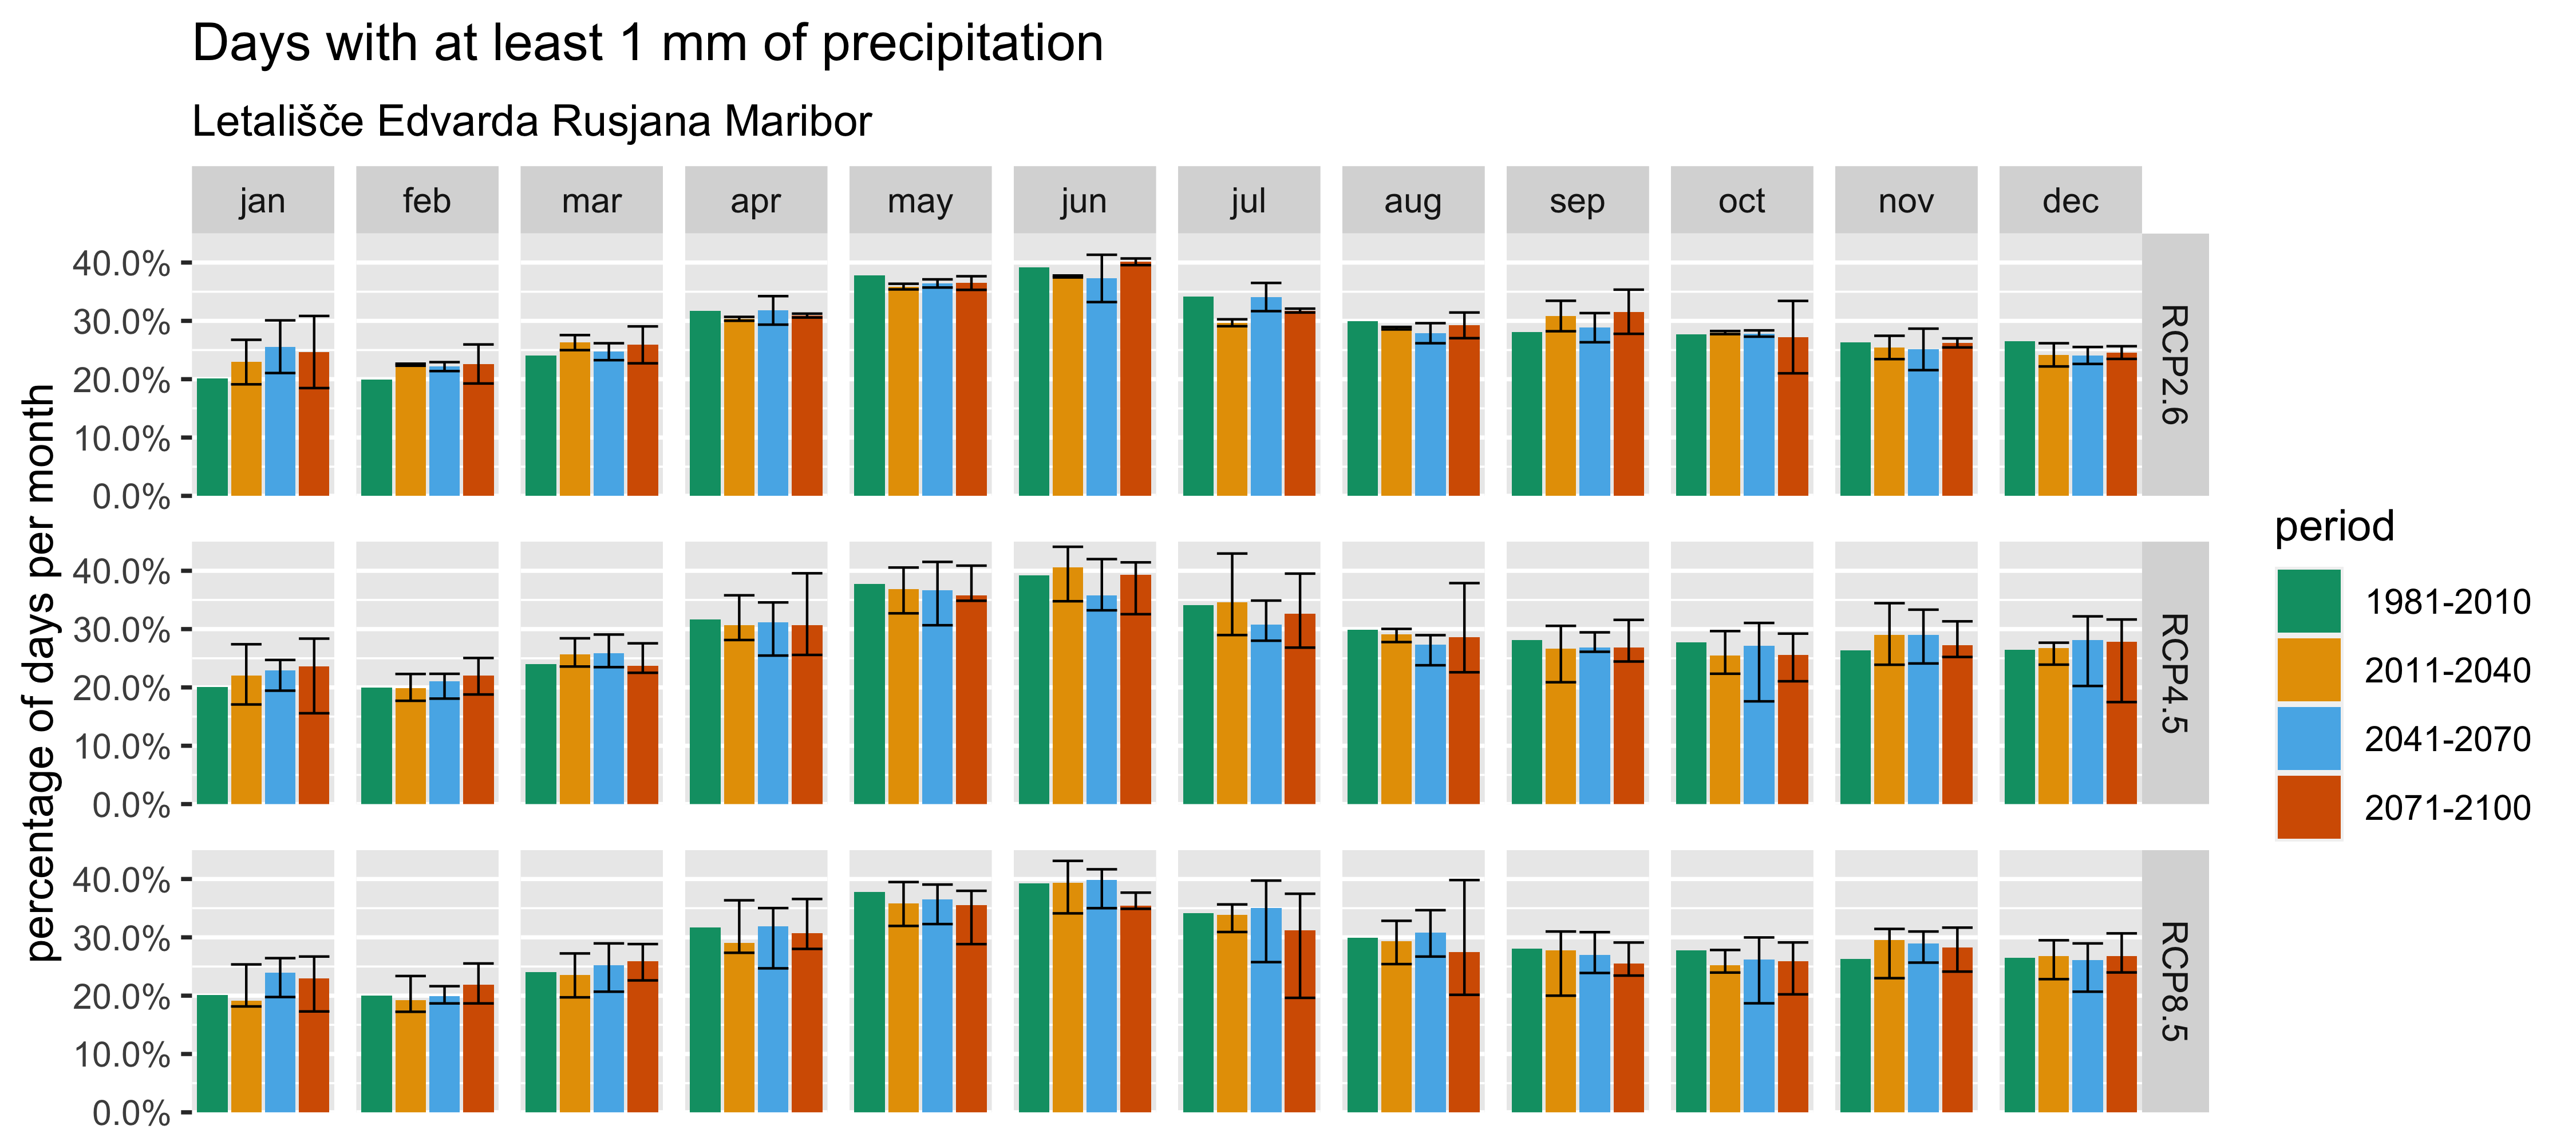 Days with at least 1 mm of precipitation
Letališče Edvarda Rusjana Maribor
jan feb mar apr may jun jul aug sep oct nov dec
percentage of days per month
40.0%
30.0%
20.0%
10.0%
0.0%
RCP2.6
40.0%
30.0%
20.0%
10.0%
0.0%
RCP4.5
40.0%
30.0%
20.0%
10.0%
0.0%
RCP8.5
period
1981-2010
2011-2040
2041-2070
2071-2100